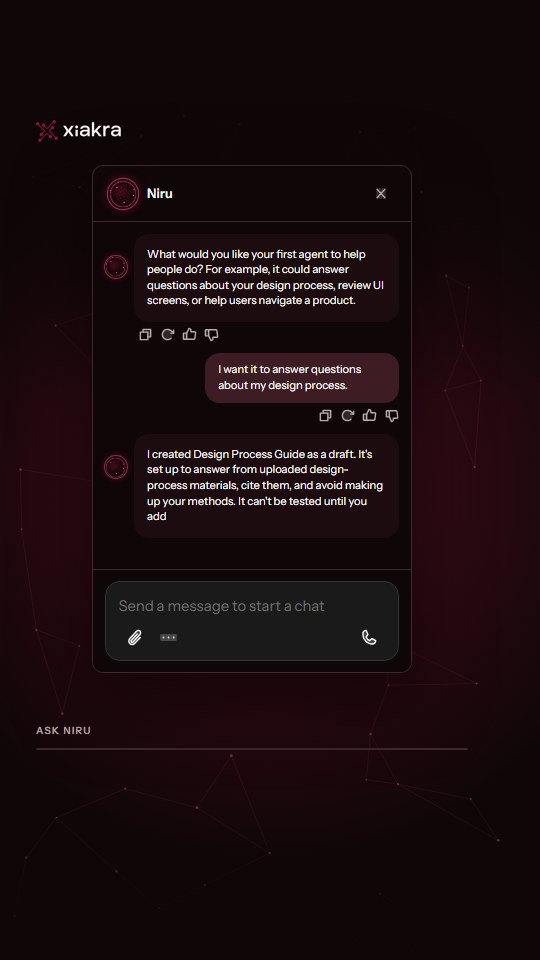 xiakra
Niru
What would you like your first agent to help
people do? For example, it could answer
questions about your design process, review UI
screens, or help users navigate a product.
I want it to answer questions
about my design process.
I created Design Process Guide as a draft. It's
set up to answer from uploaded design-
process materials, cite them, and avoid making
up your methods. It can't be tested until you
add
Send a message to start a chat
ASK NIRU